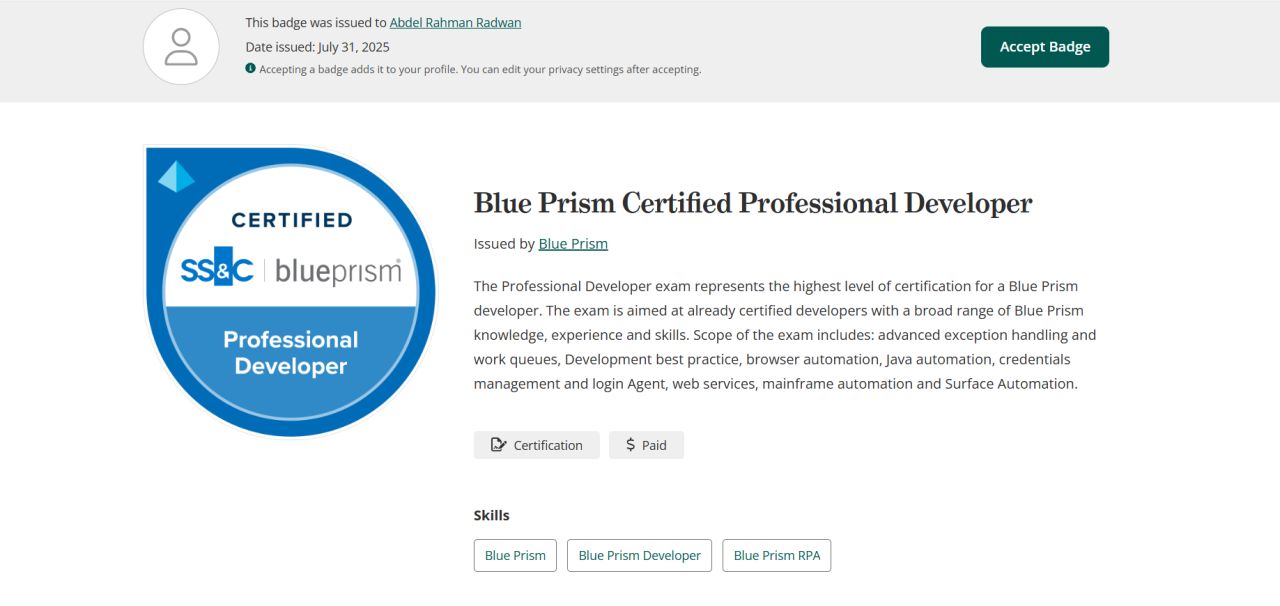 This badge was issued to Abdel Rahman Radwan
Date issued: July 31, 2025
Accepting a badge adds it to your profile. You can edit your privacy settings after accepting.
Accept Badge
CERTIFIED
SS&C | blueprism®
Professional
Developer
Blue Prism Certified Professional Developer
Issued by Blue Prism
The Professional Developer exam represents the highest level of certification for a Blue Prism
developer. The exam is aimed at already certified developers with a broad range of Blue Prism
knowledge, experience and skills. Scope of the exam includes: advanced exception handling and
work queues, Development best practice, browser automation, Java automation, credentials
management and login Agent, web services, mainframe automation and Surface Automation.
Certification
$ Paid
Skills
Blue Prism
Blue Prism Developer
Blue Prism RPA